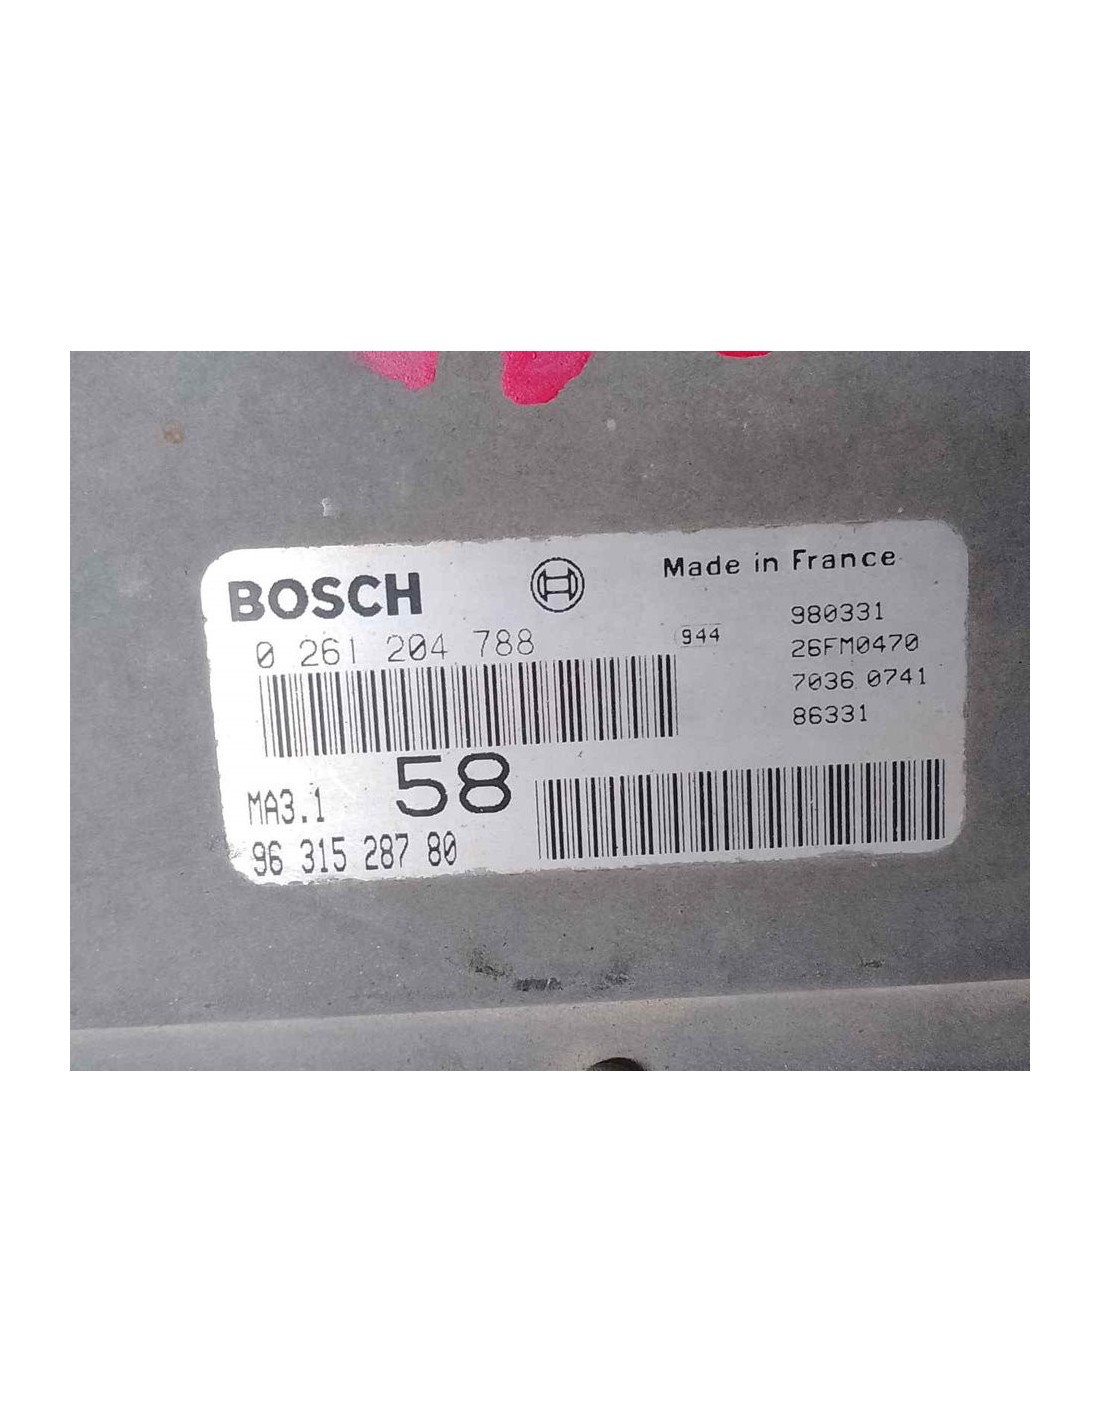 BOSCH
Made in France
0 261 204 788
944
980331
26FM0470
7036 0741
86331
MA3.1
58
96 315 287 80